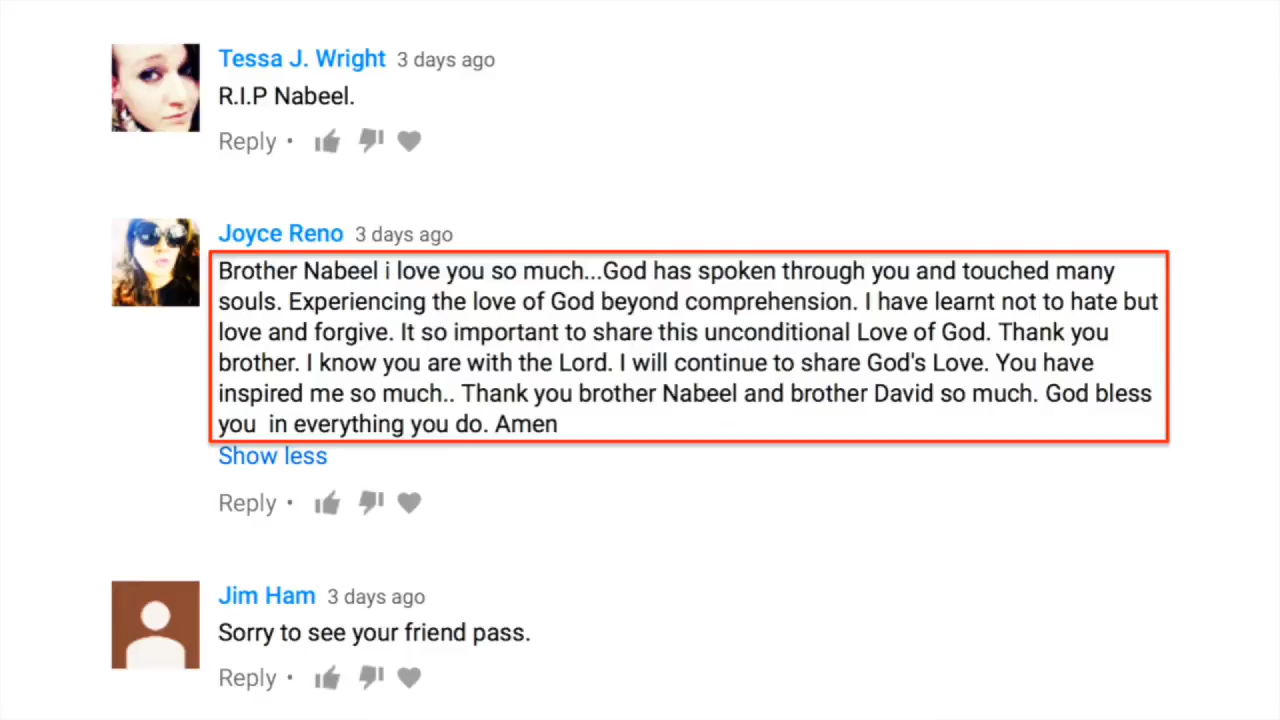 Tessa J. Wright 3 days ago
R.I.P Nabeel.
Reply •
Joyce Reno 3 days ago
Brother Nabeel i love you so much...God has spoken through you and touched many
souls. Experiencing the love of God beyond comprehension. I have learnt not to hate but
love and forgive. It so important to share this unconditional Love of God. Thank you
brother. I know you are with the Lord. I will continue to share God's Love. You have
inspired me so much.. Thank you brother Nabeel and brother David so much. God bless
you  in everything you do. Amen
Show less
Reply •
Jim Ham 3 days ago
Sorry to see your friend pass.
Reply •